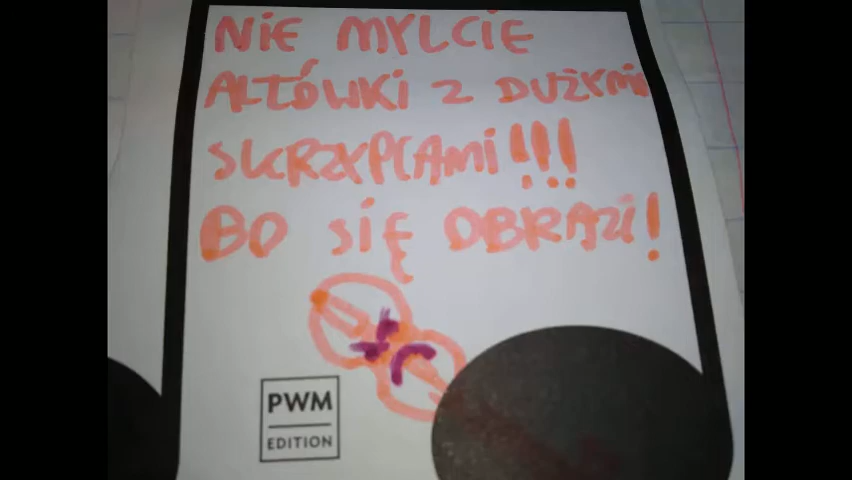 NIE MYLCIE
ALTÓWKI Z DUŻYMI
SKRZYPCAMI!!!
BO SIĘ OBRAZI!
PWM
EDITION